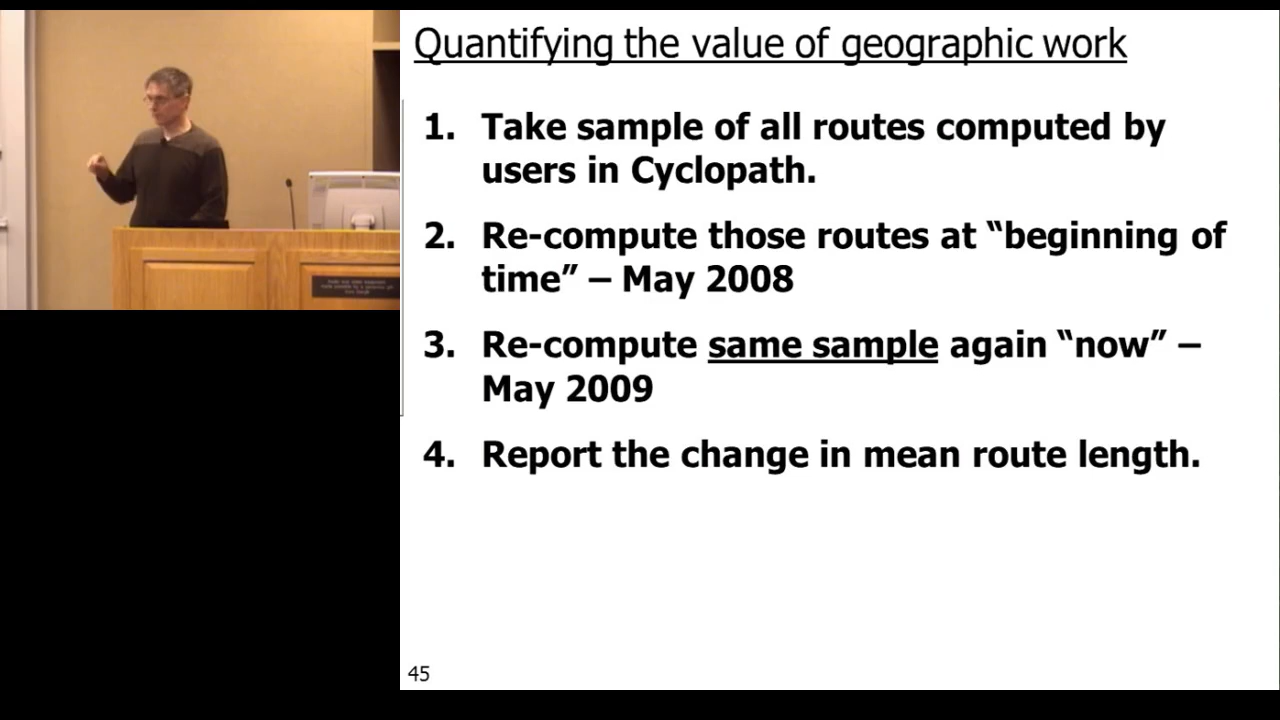 Quantifying the value of geographic work
1. Take sample of all routes computed by
users in Cyclopath.
2. Re-compute those routes at “beginning of
time” – May 2008
3. Re-compute same sample again “now” –
May 2009
4. Report the change in mean route length.
45